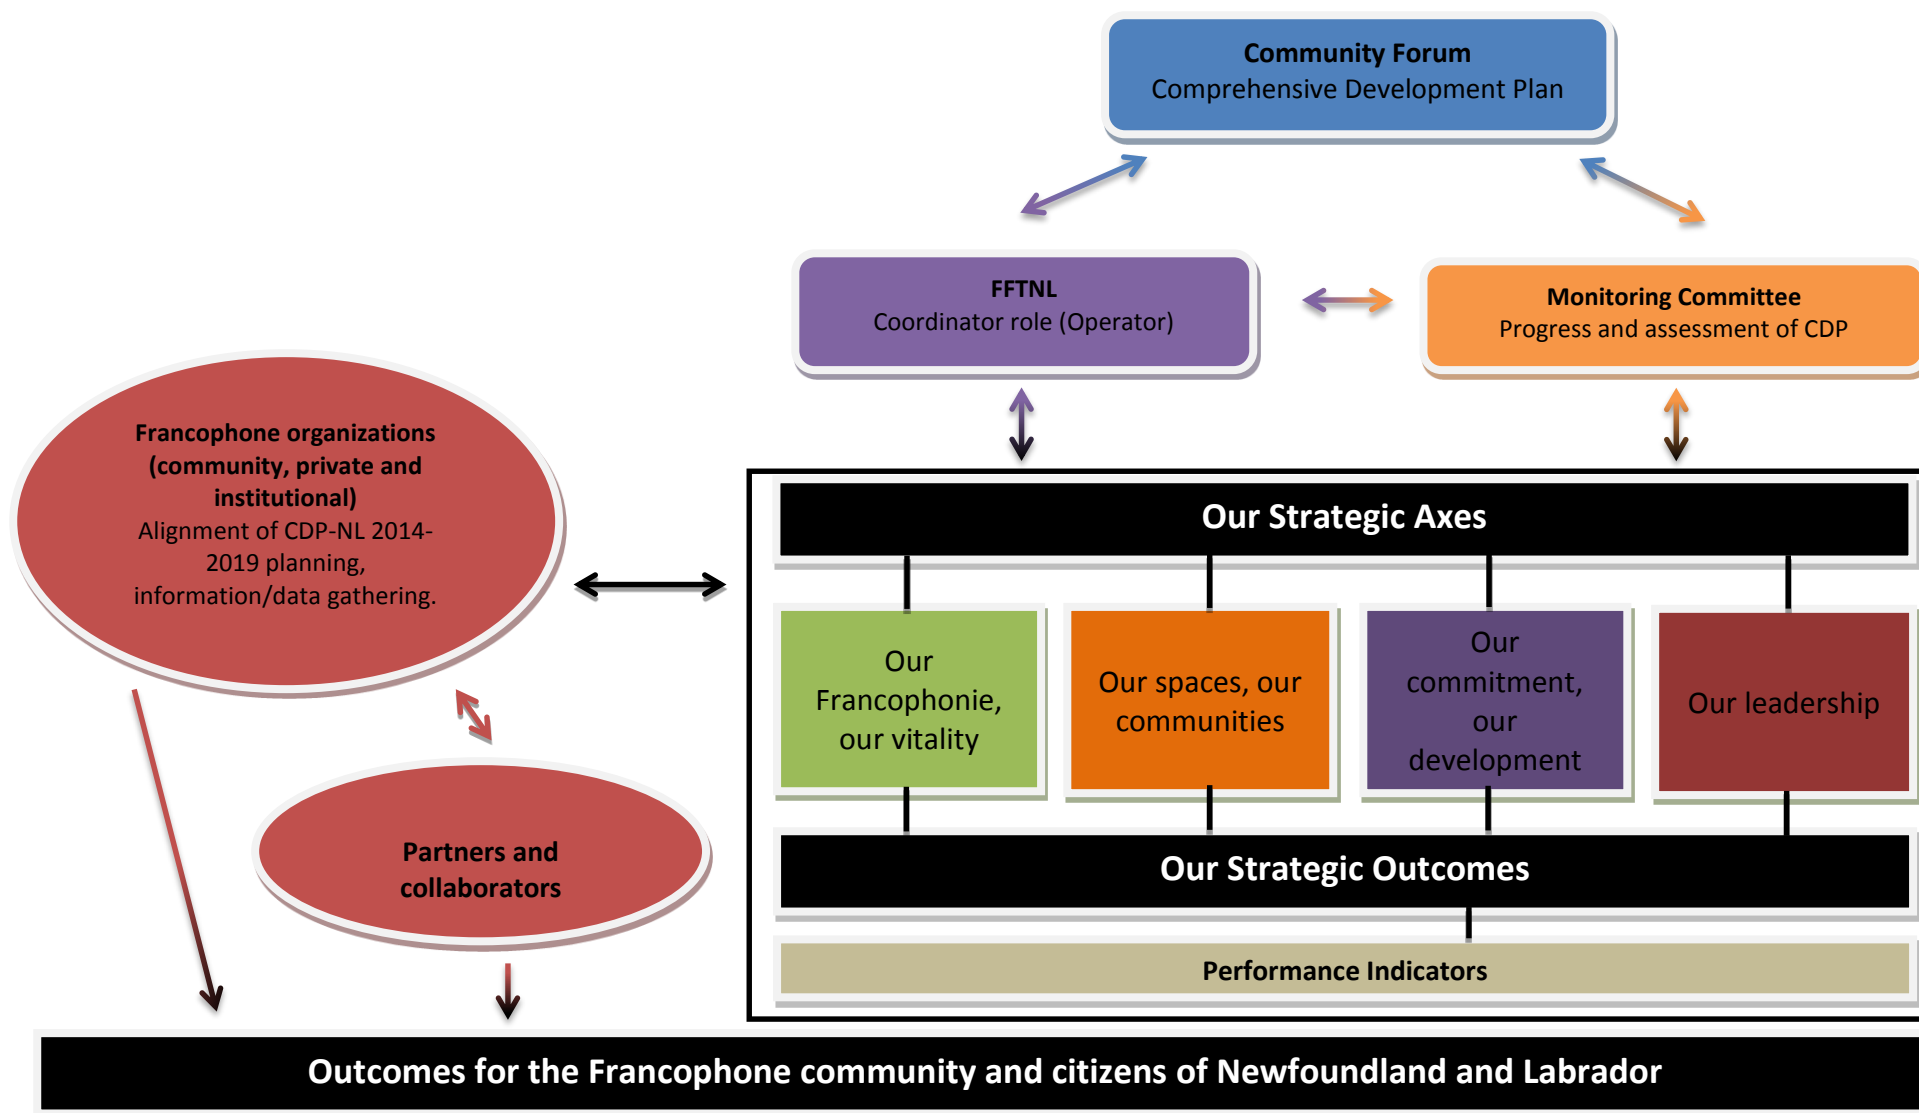 Community Forum
Comprehensive Development Plan
FFTNL
Coordinator role (Operator)
Monitoring Committee
Progress and assessment of CDP
Francophone organizations
(community, private and
institutional)
Alignment of CDP-NL 2014-
2019 planning,
information/data gathering.
Partners and
collaborators
Our Strategic Axes
Our
Francophonie,
our vitality
Our spaces, our
communities
Our
commitment,
our
development
Our leadership
Our Strategic Outcomes
Performance Indicators
Outcomes for the Francophone community and citizens of Newfoundland and Labrador